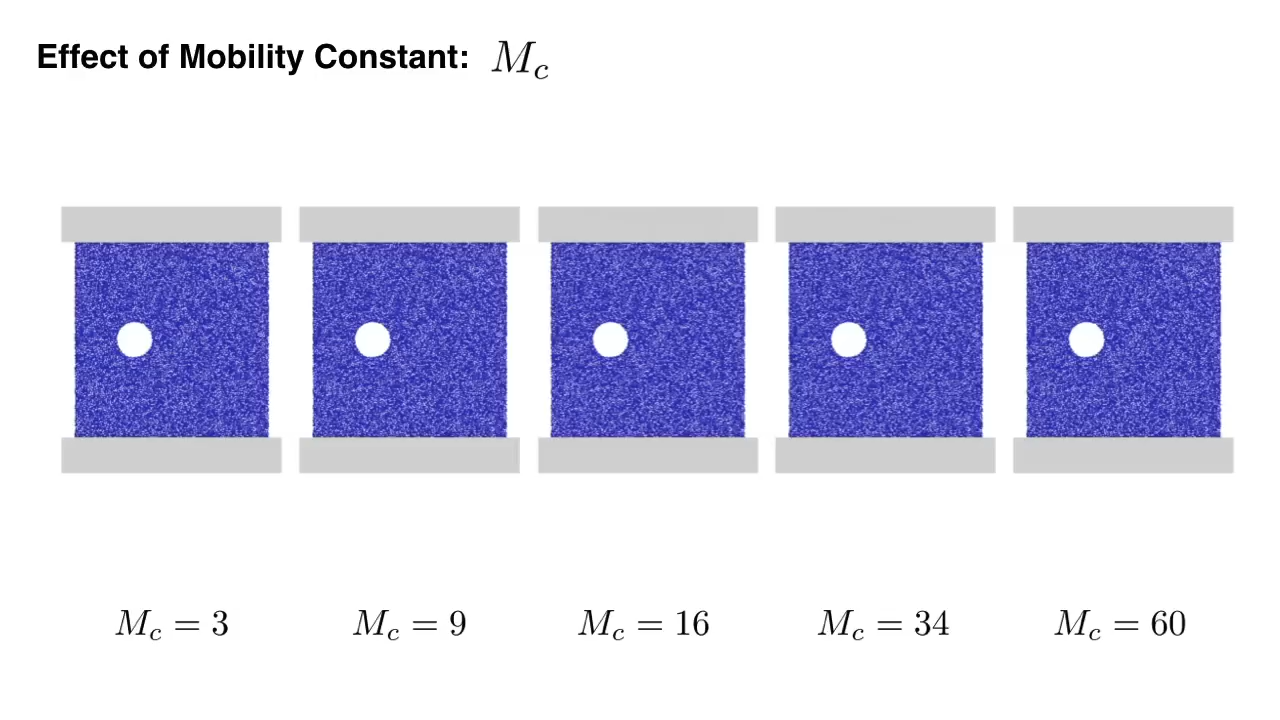 Effect of Mobility Constant: M_c
M_c = 3
M_c = 9
M_c = 16
M_c = 34
M_c = 60